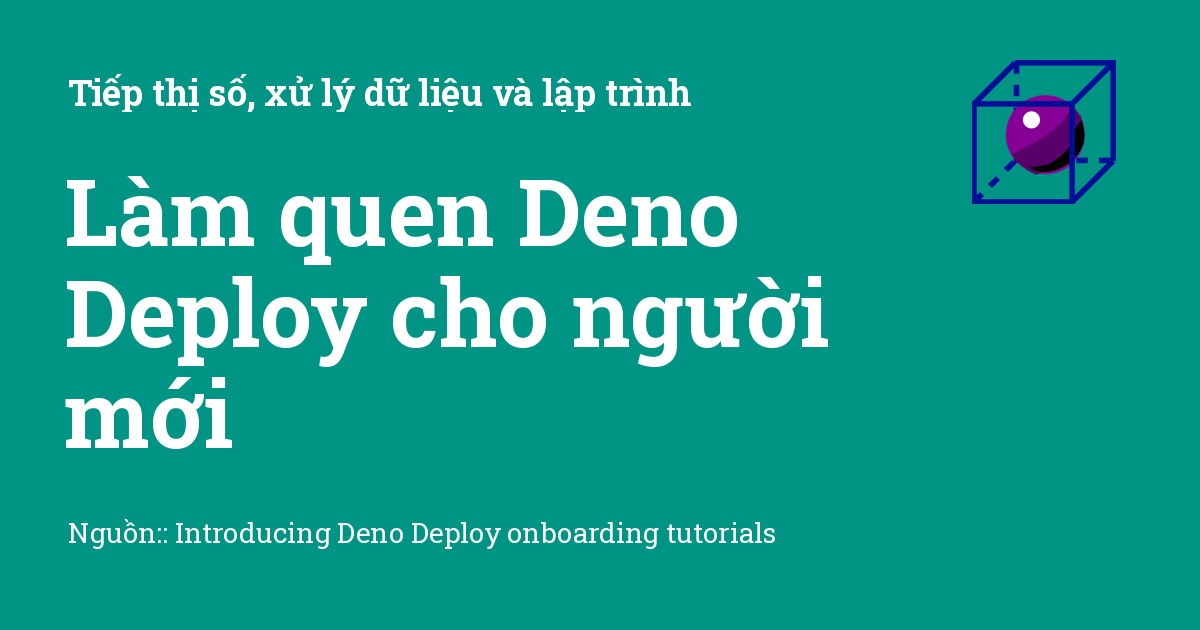 Tiếp thị số, xử lý dữ liệu và lập trình
Làm quen Deno
Deploy cho người
mới
Nguồn:: Introducing Deno Deploy onboarding tutorials